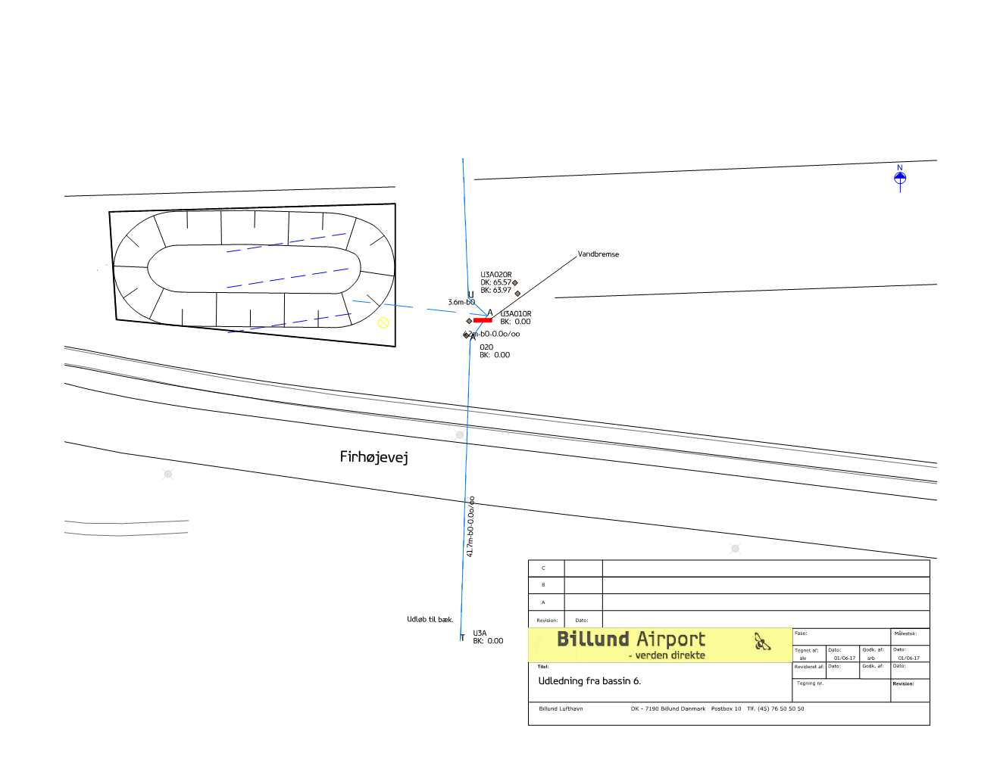 N
Vandbremse
U3A020R
DK: 65.57
BK: 63.97
U
3.6m-b0
A
U3A010R
BK: 0.00
4.2m-b0-0.0o/oo
A
020
BK: 0.00
Firhøjevej
41.7m-b0-0.0o/oo
Udløb til bæk.
T
U3A
BK: 0.00
C
B
A
Revision: Dato:
Billund Airport
- verden direkte
Fase: Målestok:
Tegnet af: Dato: Godk. af: Dato:
alv 01/06-17 srb 01/06-17
Revideret af: Dato: Godk. af: Dato:
Titel:
Udledning fra bassin 6.
Tegning nr. Revision:
Billund Lufthavn DK - 7190 Billund Danmark Postbox 10 Tlf. (45) 76 50 50 50